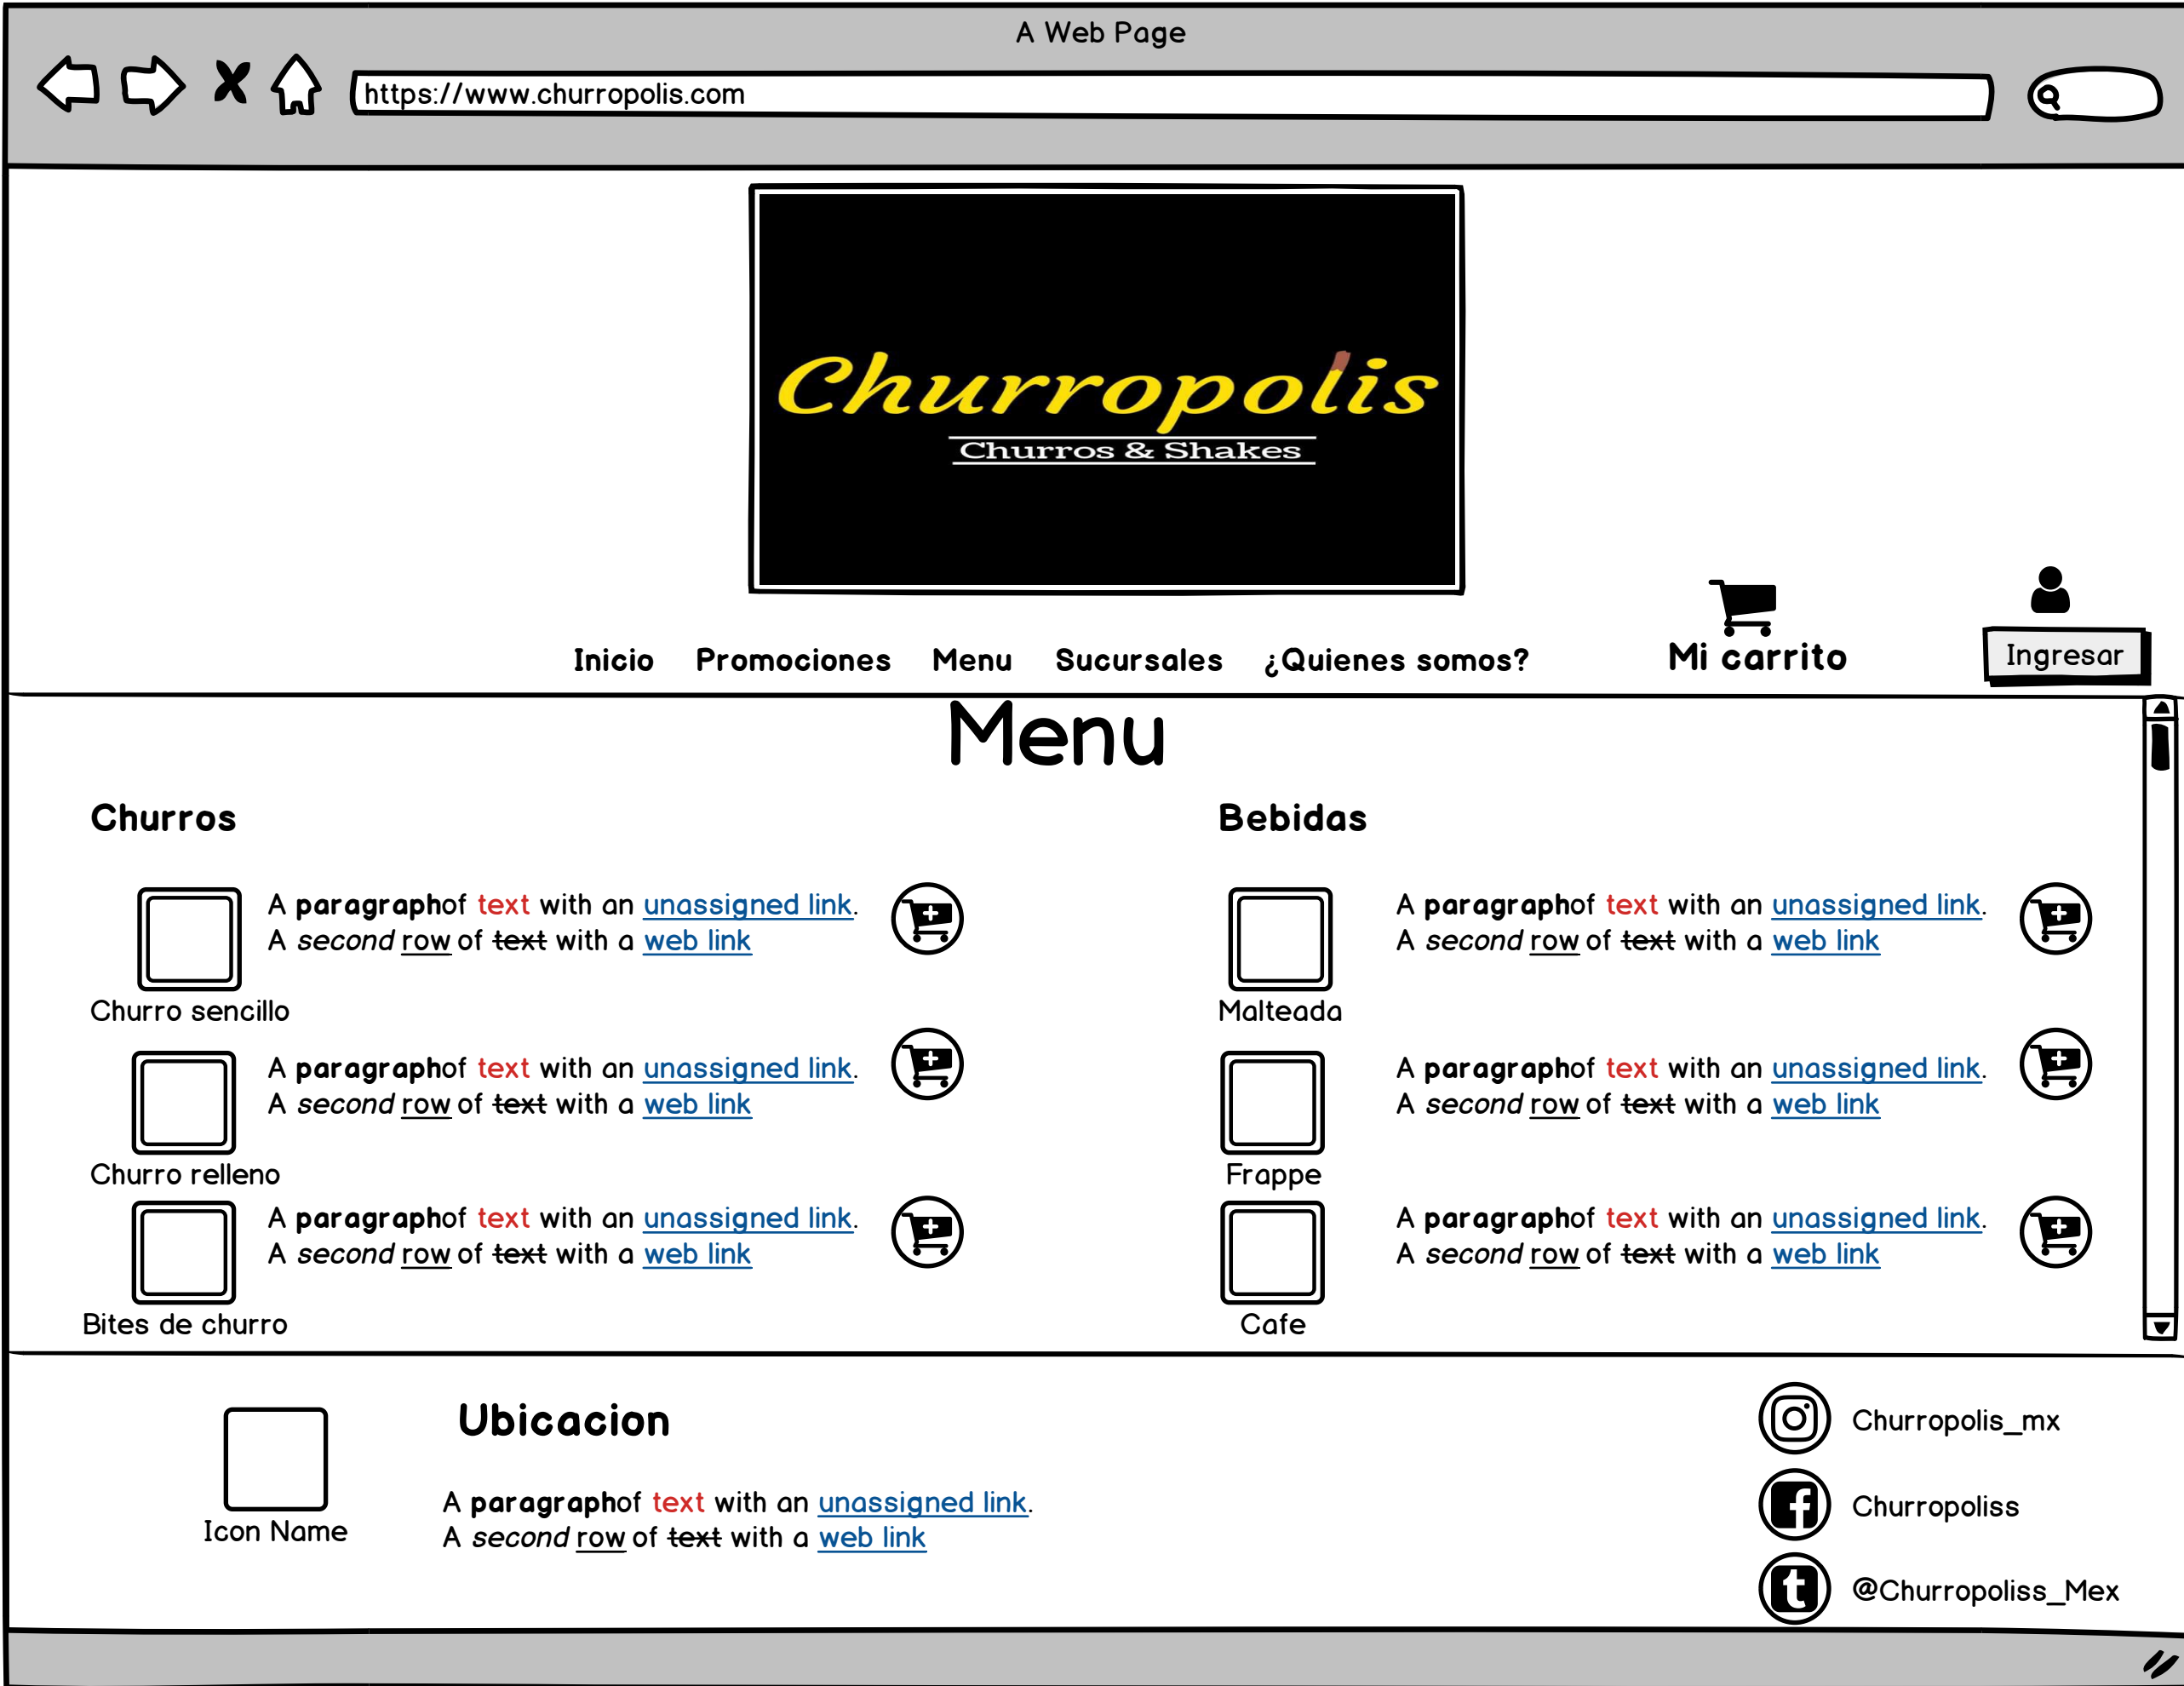 A Web Page
https://www.churropolis.com
Churropolis
Churros & Shakes
Inicio Promociones Menu Sucursales ¿Quienes somos? Mi carrito Ingresar
Menu
Churros
A paragraphof text with an unassigned link.
A second row of text with a web link
Churro sencillo
A paragraphof text with an unassigned link.
A second row of text with a web link
Churro relleno
A paragraphof text with an unassigned link.
A second row of text with a web link
Bites de churro
Bebidas
A paragraphof text with an unassigned link.
A second row of text with a web link
Malteada
A paragraphof text with an unassigned link.
A second row of text with a web link
Frappe
A paragraphof text with an unassigned link.
A second row of text with a web link
Cafe
Icon Name
Ubicacion
A paragraphof text with an unassigned link.
A second row of text with a web link
Churropolis_mx
Churropoliss
@Churropoliss_Mex